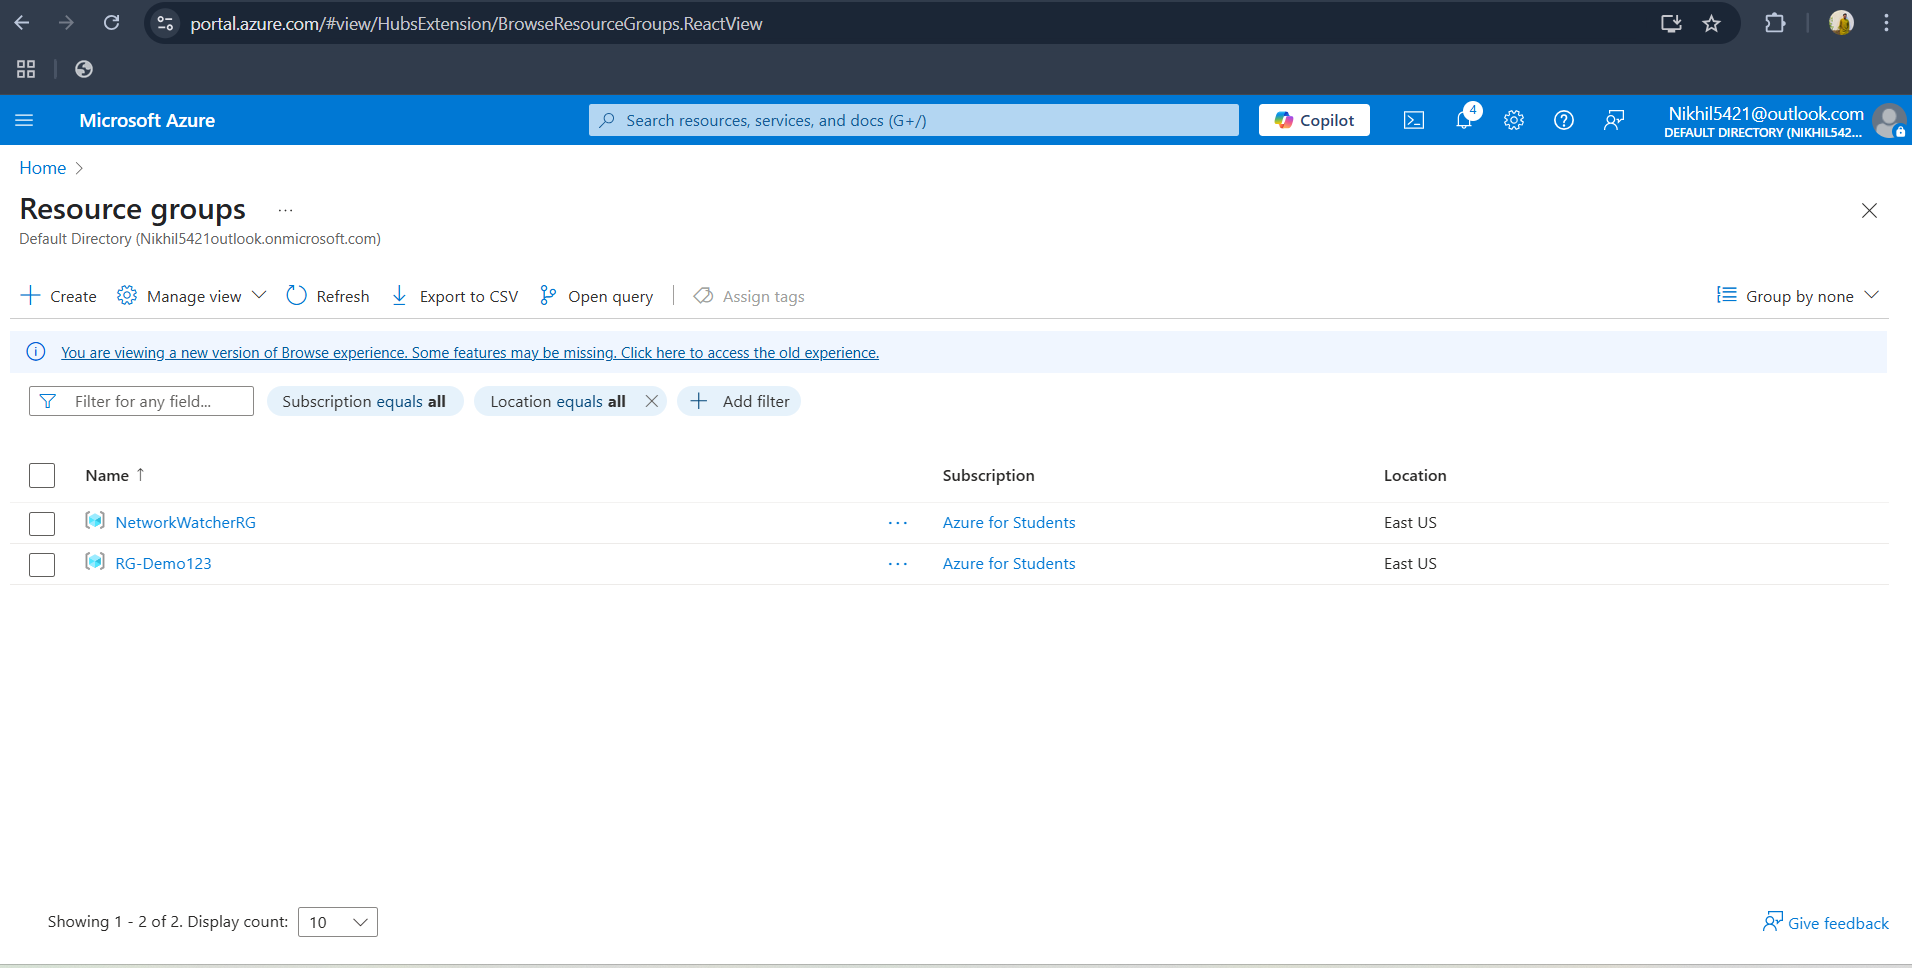 portal.azure.com/#view/HubsExtension/BrowseResourceGroups.ReactView
Microsoft Azure
Search resources, services, and docs (G+/)
Copilot
4
Nikhil5421@outlook.com
DEFAULT DIRECTORY (NIKHIL542...
Home
Resource groups ...
Default Directory (Nikhil5421outlook.onmicrosoft.com)
Create Manage view Refresh Export to CSV Open query Assign tags Group by none
You are viewing a new version of Browse experience. Some features may be missing. Click here to access the old experience.
Filter for any field... Subscription equals all Location equals all Add filter
Name ↑ Subscription Location
NetworkWatcherRG ... Azure for Students East US
RG-Demo123 ... Azure for Students East US
Showing 1 - 2 of 2. Display count: 10 Give feedback